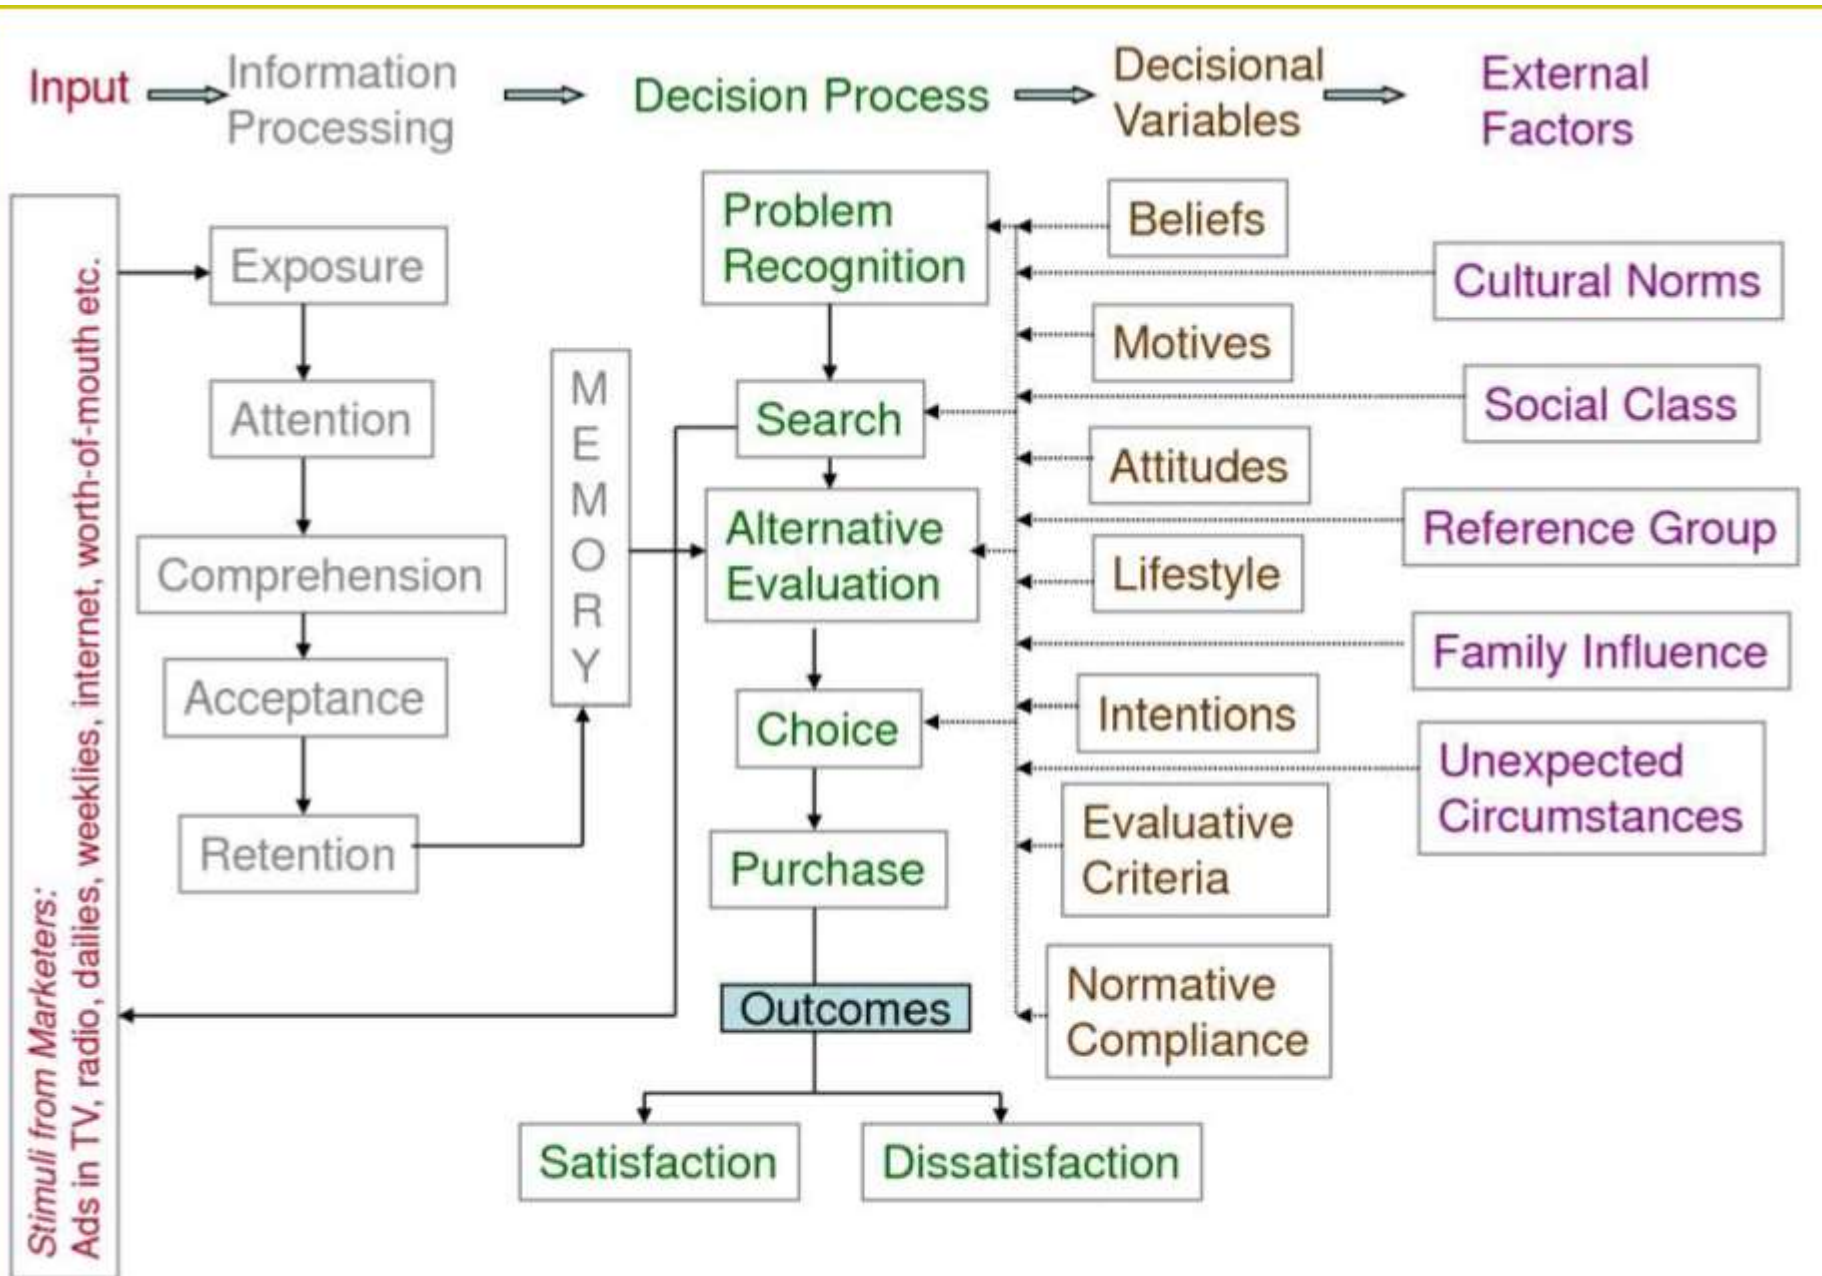 Input
Information
Processing
Decision Process
Decisional
Variables
External
Factors
Stimuli from Marketers:
Ads in TV, radio, dailies, weeklies, internet, worth-of-mouth etc.
Exposure
Attention
Comprehension
Acceptance
Retention
M
E
M
O
R
Y
Problem
Recognition
Search
Alternative
Evaluation
Choice
Purchase
Outcomes
Satisfaction
Dissatisfaction
Beliefs
Motives
Attitudes
Lifestyle
Intentions
Evaluative
Criteria
Normative
Compliance
Cultural Norms
Social Class
Reference Group
Family Influence
Unexpected
Circumstances